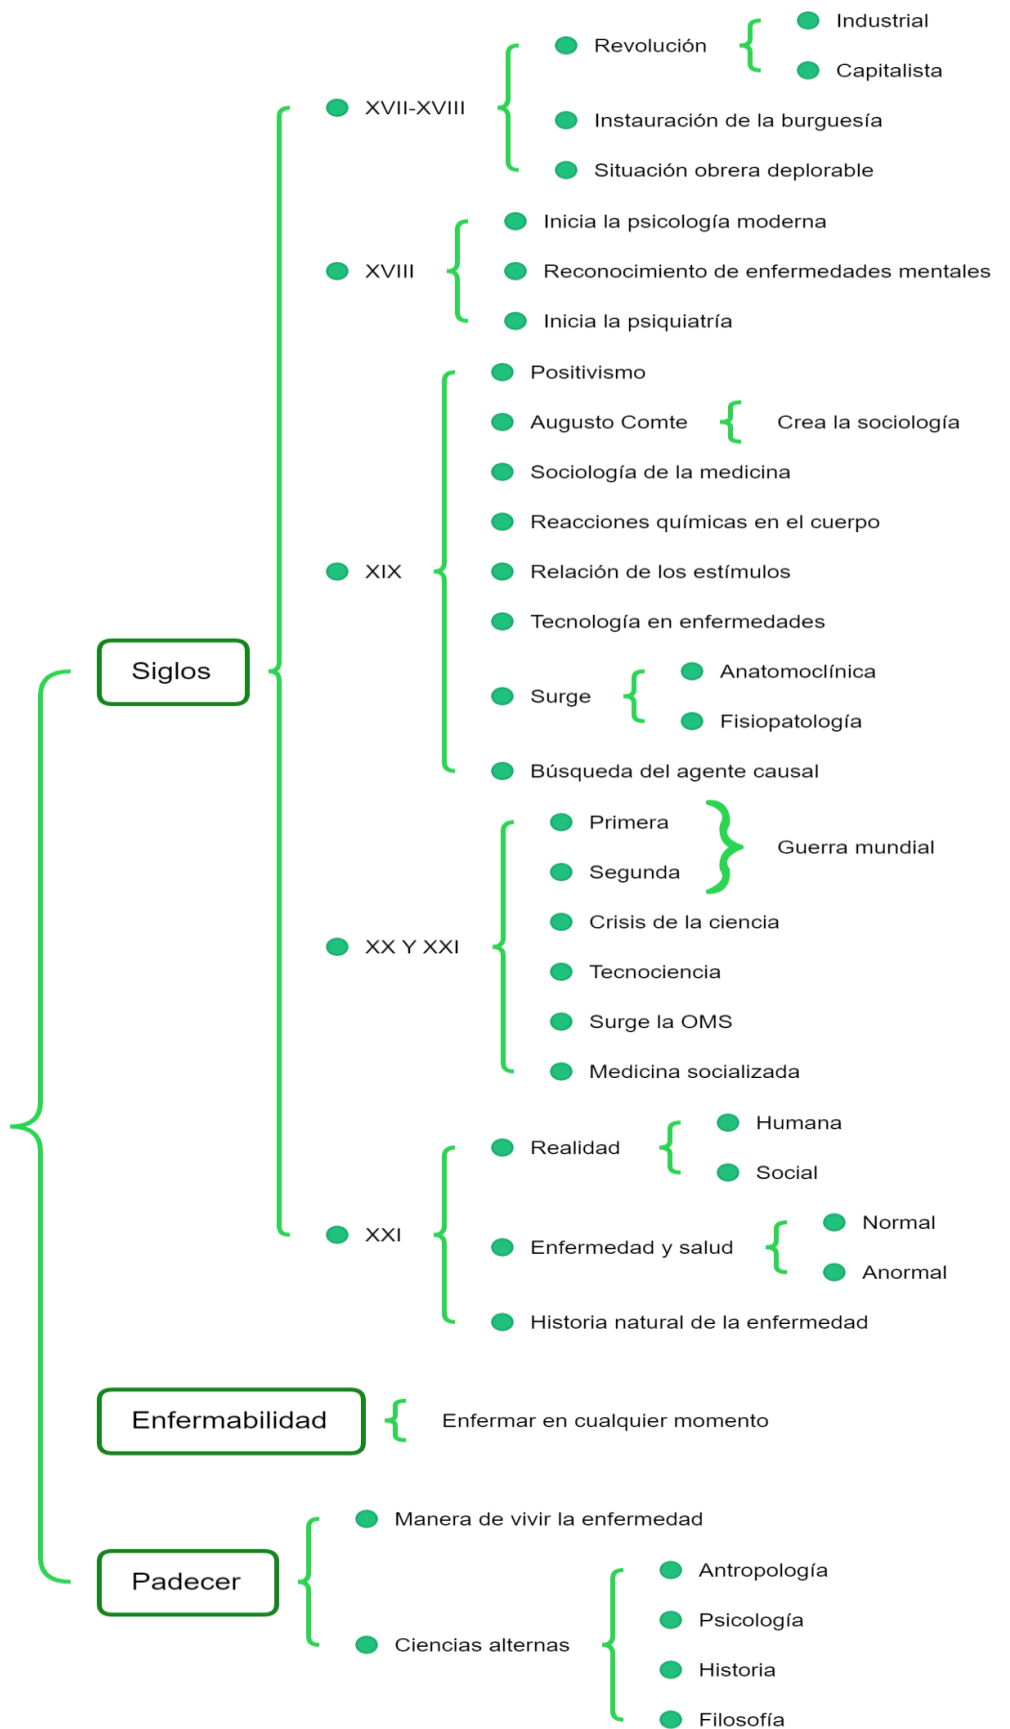 Siglos
XVII-XVIII
Revolución
Industrial
Capitalista
Instauración de la burguesía
Situación obrera deplorable
XVIII
Inicia la psicología moderna
Reconocimiento de enfermedades mentales
Inicia la psiquiatría
XIX
Positivismo
Augusto Comte
Crea la sociología
Sociología de la medicina
Reacciones químicas en el cuerpo
Relación de los estímulos
Tecnología en enfermedades
Surge
Anatomoclínica
Fisiopatología
Búsqueda del agente causal
XX Y XXI
Primera
Segunda
Guerra mundial
Crisis de la ciencia
Tecnociencia
Surge la OMS
Medicina socializada
XXI
Realidad
Humana
Social
Enfermedad y salud
Normal
Anormal
Historia natural de la enfermedad
Enfermabilidad
Enfermar en cualquier momento
Padecer
Manera de vivir la enfermedad
Ciencias alternas
Antropología
Psicología
Historia
Filosofía